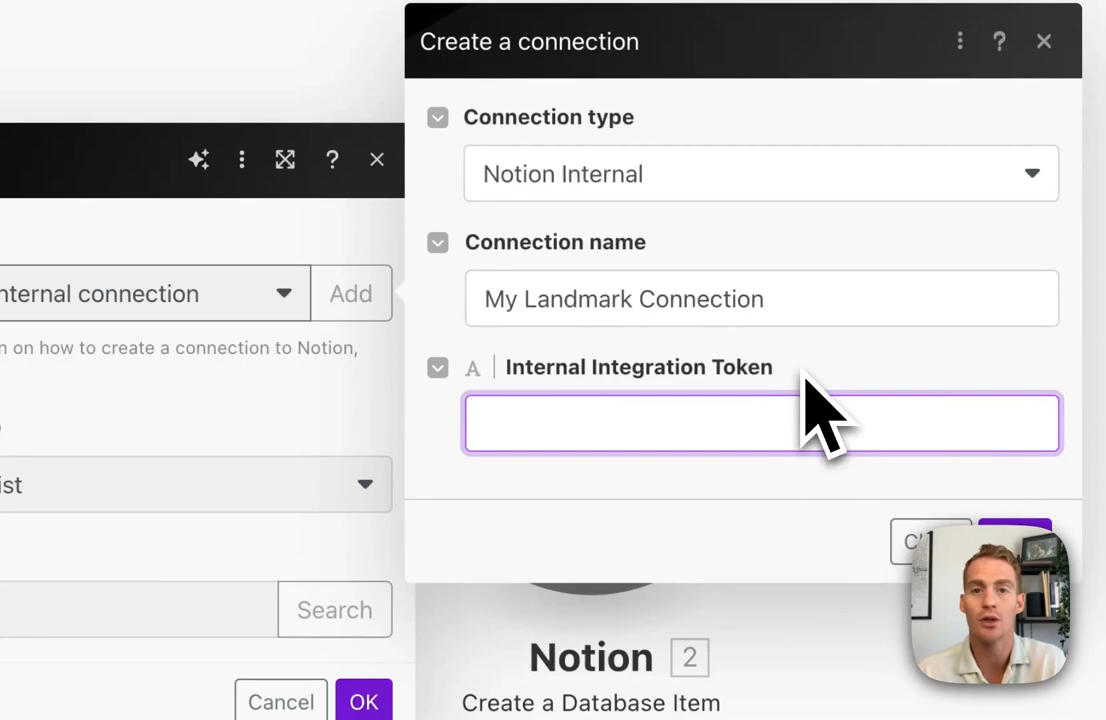 Create a connection
?
Connection type
Notion Internal
Connection name
My Landmark Connection
A | Internal Integration Token
?
nternal connection
Add
n on how to create a connection to Notion,
ist
Search
Cancel
OK
Notion 2
Create a Database Item